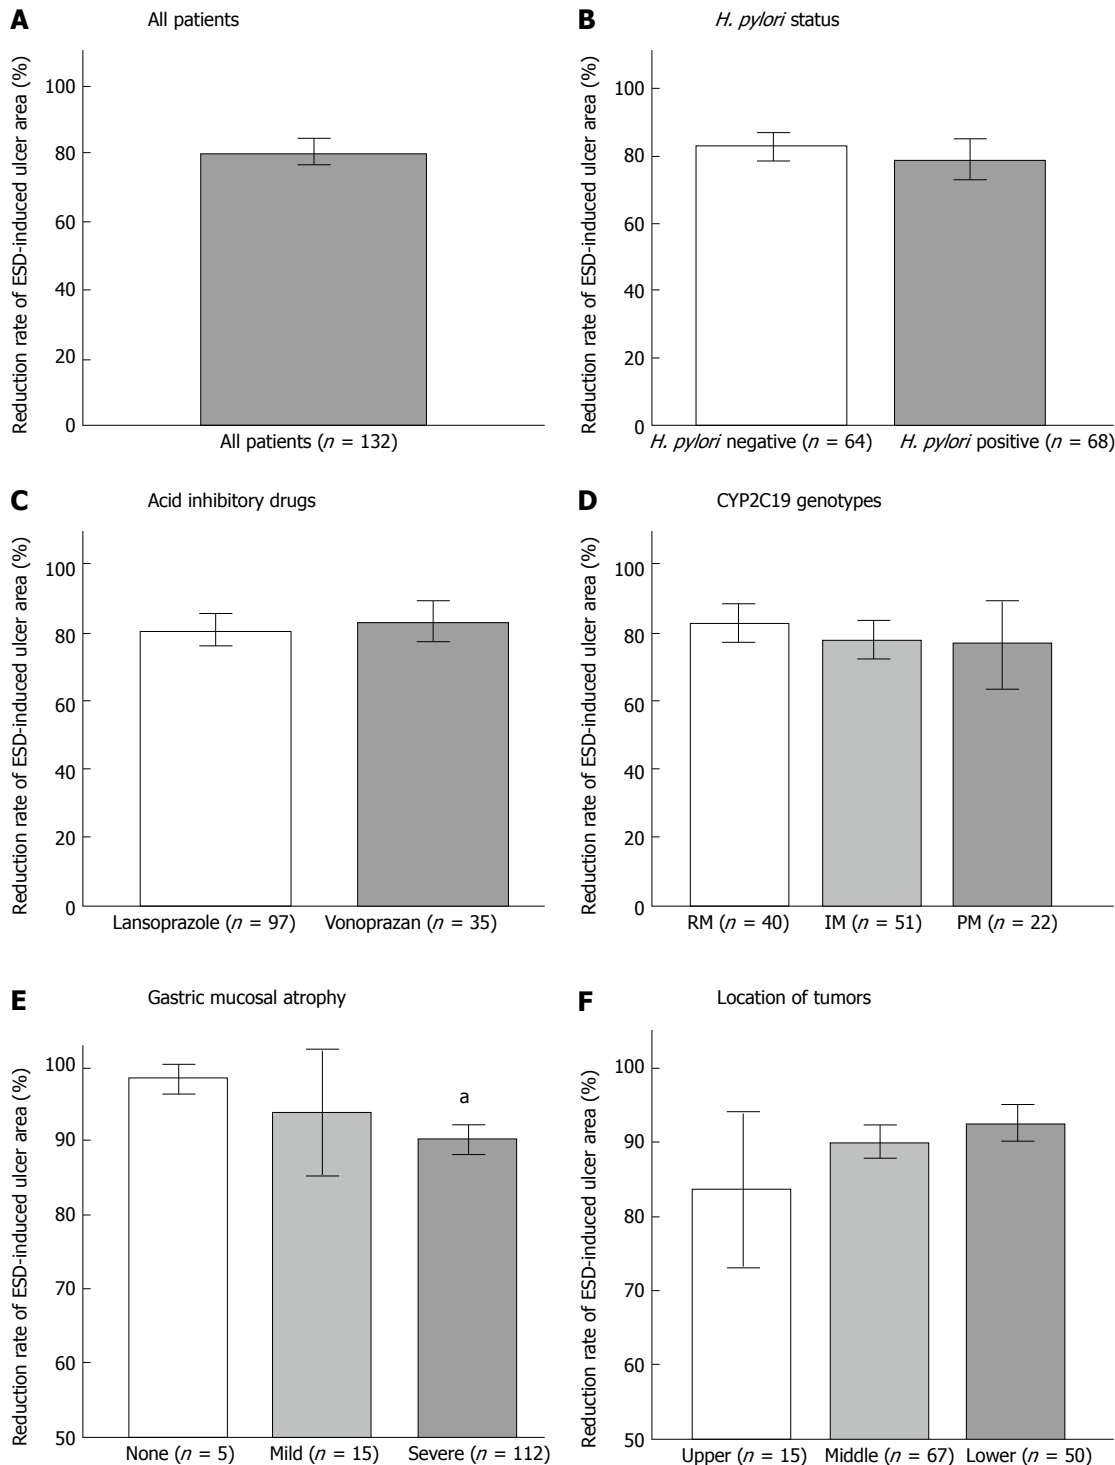 A All patients
Reduction rate of ESD-induced ulcer area (%)
100
80
60
40
20
0
All patients (n = 132)
B H. pylori status
Reduction rate of ESD-induced ulcer area (%)
100
80
60
40
20
0
H. pylori negative (n = 64) H. pylori positive (n = 68)
C Acid inhibitory drugs
Reduction rate of ESD-induced ulcer area (%)
100
80
60
40
20
0
Lansoprazole (n = 97) Vonoprazan (n = 35)
D CYP2C19 genotypes
Reduction rate of ESD-induced ulcer area (%)
100
80
60
40
20
0
RM (n = 40) IM (n = 51) PM (n = 22)
E Gastric mucosal atrophy
Reduction rate of ESD-induced ulcer area (%)
100
90
80
70
60
50
a
None (n = 5) Mild (n = 15) Severe (n = 112)
F Location of tumors
Reduction rate of ESD-induced ulcer area (%)
100
90
80
70
60
50
Upper (n = 15) Middle (n = 67) Lower (n = 50)